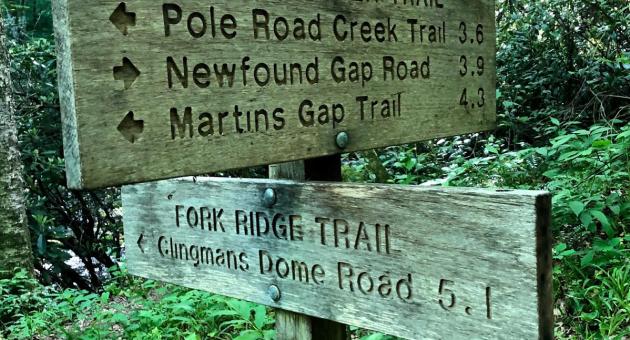 TRAIL
Pole Road Creek Trail 3.6
Newfound Gap Road 3.9
Martins Gap Trail 4.3
FORK RIDGE TRAIL
Clingmans Dome Road 5.1